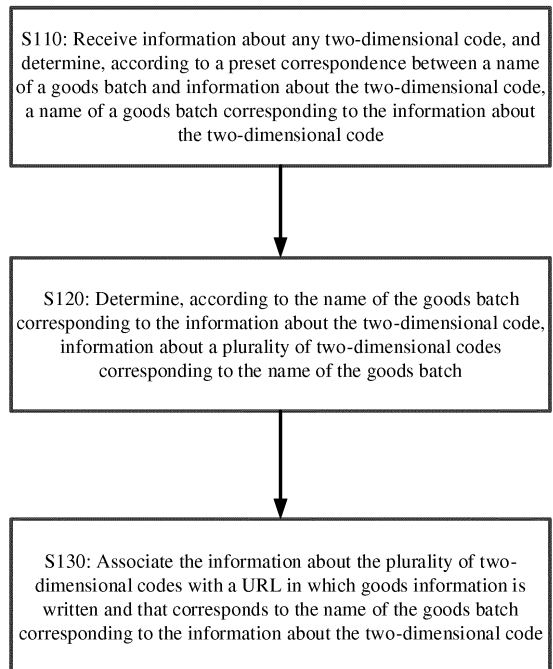 S110: Receive information about any two-dimensional code, and
determine, according to a preset correspondence between a name
of a goods batch and information about the two-dimensional code,
a name of a goods batch corresponding to the information about
the two-dimensional code
S120: Determine, according to the name of the goods batch
corresponding to the information about the two-dimensional code,
information about a plurality of two-dimensional codes
corresponding to the name of the goods batch
S130: Associate the information about the plurality of two-
dimensional codes with a URL in which goods information is
written and that corresponds to the name of the goods batch
corresponding to the information about the two-dimensional code